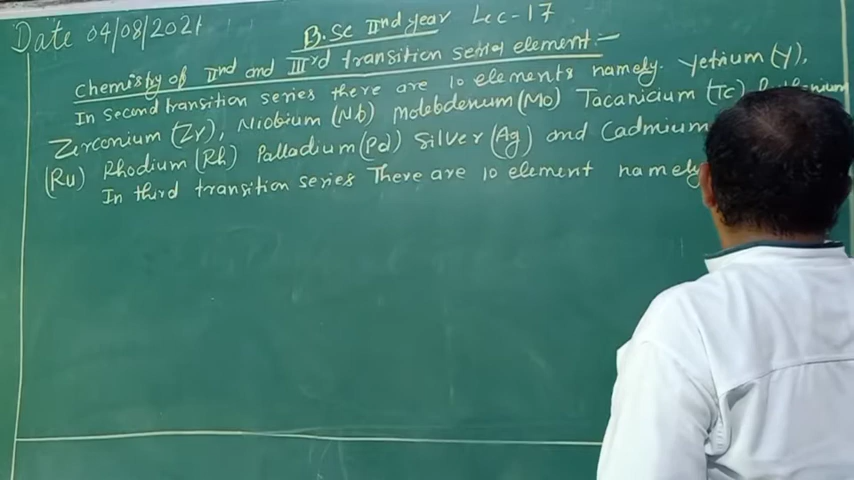 Date 04/08/2021
B.Sc IInd year Lec-17
Chemistry of IInd and IIIrd transition serial element:-
In second transition series there are 10 elements namely. Yetrium (Y),
Zerconium (Zr), Niobium (Nb) Molebdenum (Mo) Tacanicium (Tc)
(Ru) Rhodium (Rh) Palladium (Pd) Silver (Ag) and Cadmium
In third transition series There are 10 element namely